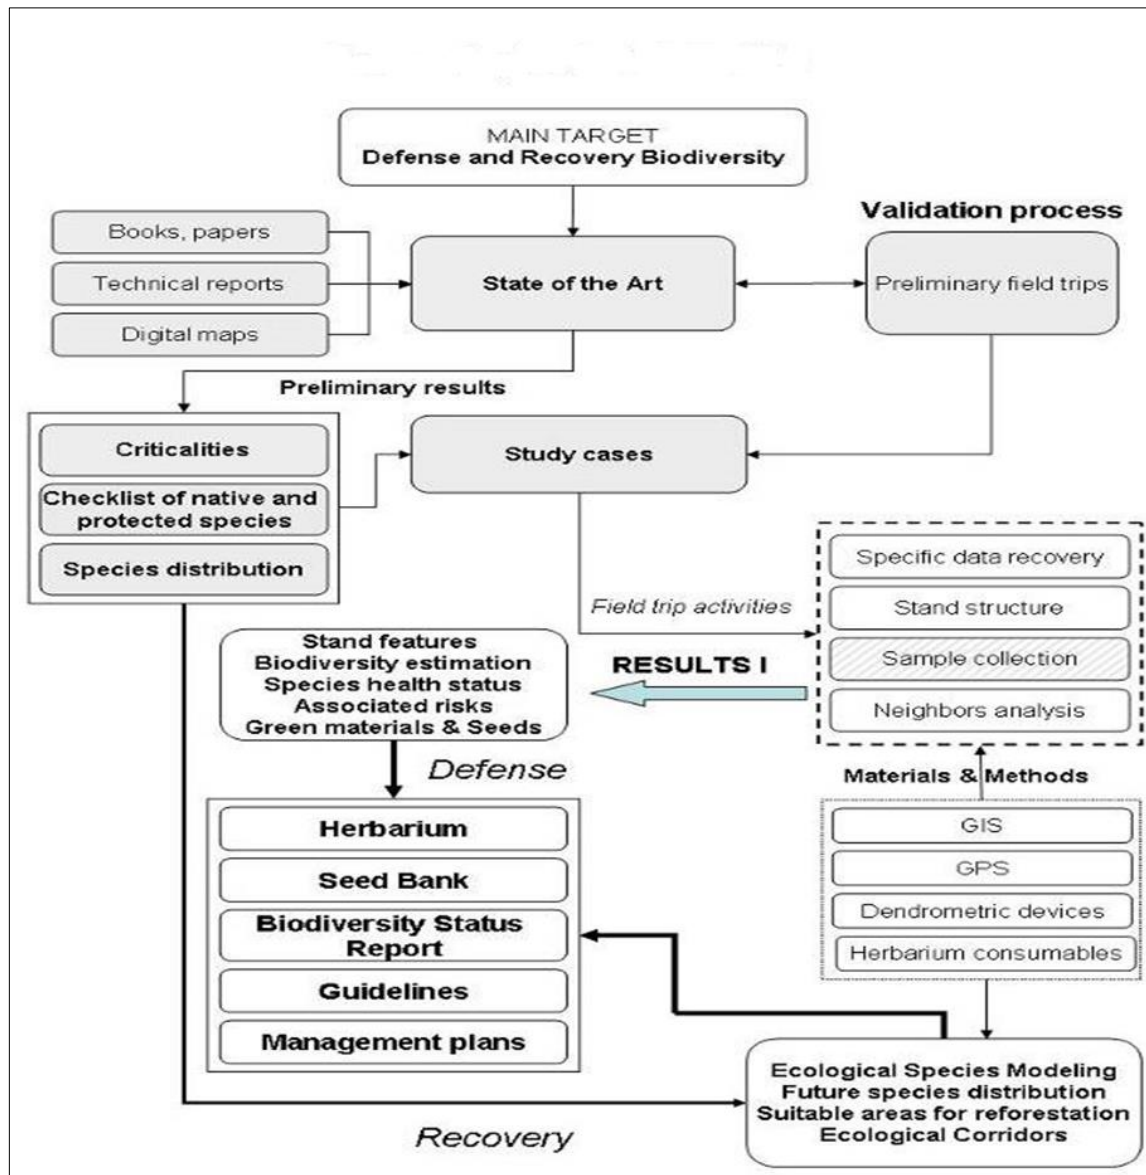 MAIN TARGET
Defense and Recovery Biodiversity
Validation process
Books, papers
Technical reports
Digital maps
State of the Art
Preliminary field trips
Preliminary results
Criticalities
Checklist of native and
protected species
Species distribution
Study cases
Specific data recovery
Stand structure
Sample collection
Neighbors analysis
Field trip activities
RESULTS I
Stand features
Biodiversity estimation
Species health status
Associated risks
Green materials & Seeds
Defense
Materials & Methods
Herbarium
Seed Bank
Biodiversity Status
Report
Guidelines
Management plans
GIS
GPS
Dendrometric devices
Herbarium consumables
Ecological Species Modeling
Future species distribution
Suitable areas for reforestation
Ecological Corridors
Recovery